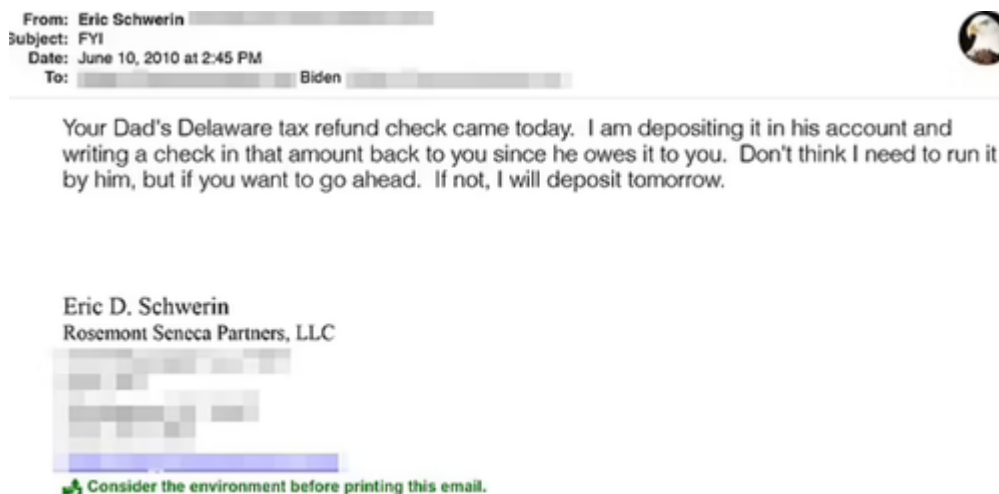 From: Eric Schwerin
Subject: FYI
Date: June 10, 2010 at 2:45 PM
To: Biden
Your Dad's Delaware tax refund check came today. I am depositing it in his account and
writing a check in that amount back to you since he owes it to you. Don't think I need to run it
by him, but if you want to go ahead. If not, I will deposit tomorrow.
Eric D. Schwerin
Rosemont Seneca Partners, LLC
Consider the environment before printing this email.